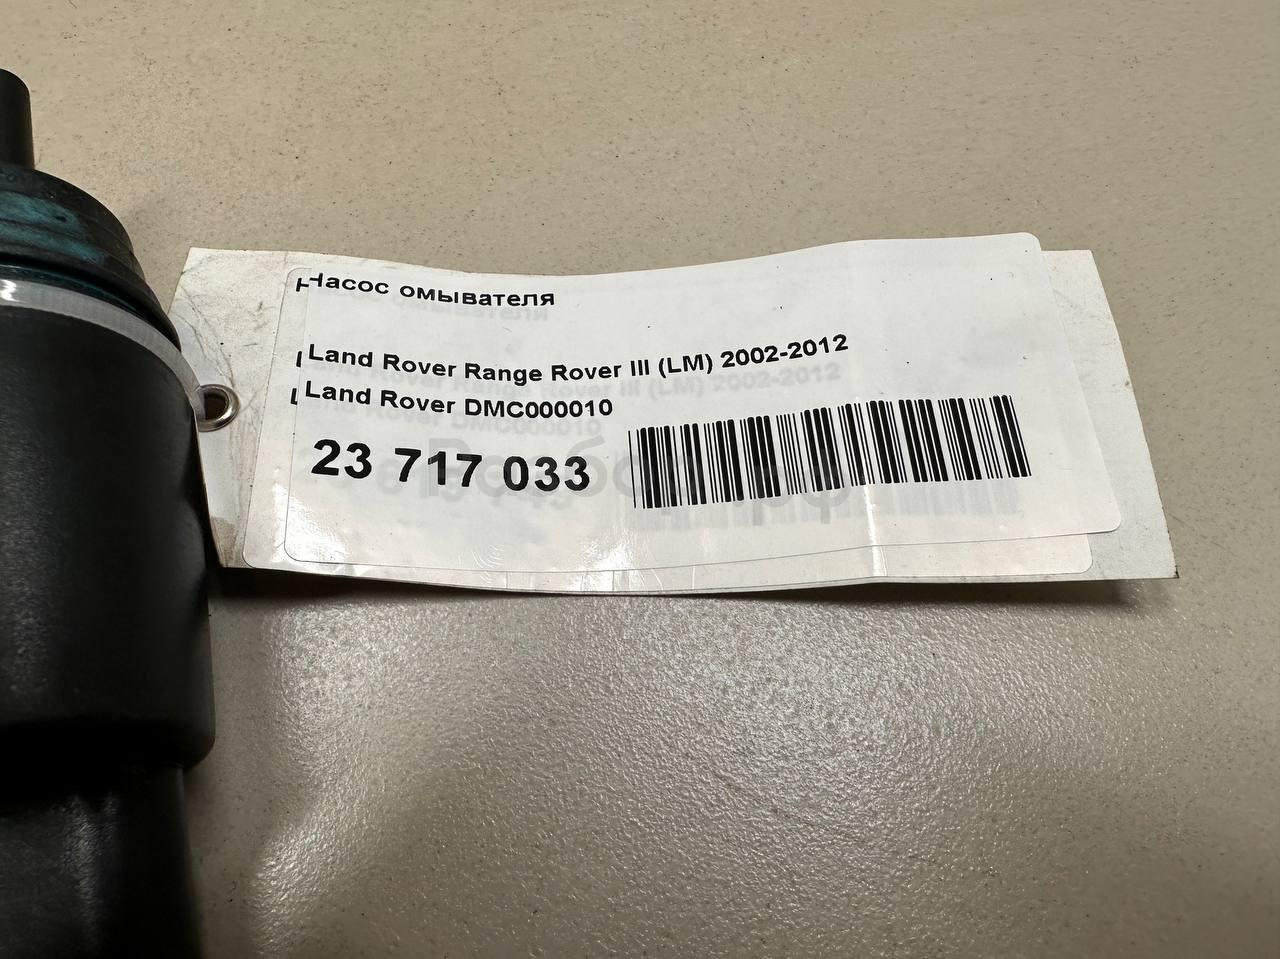 Насос омывателя
Land Rover Range Rover III (LM) 2002-2012
Land Rover DMC000010
23 717 033